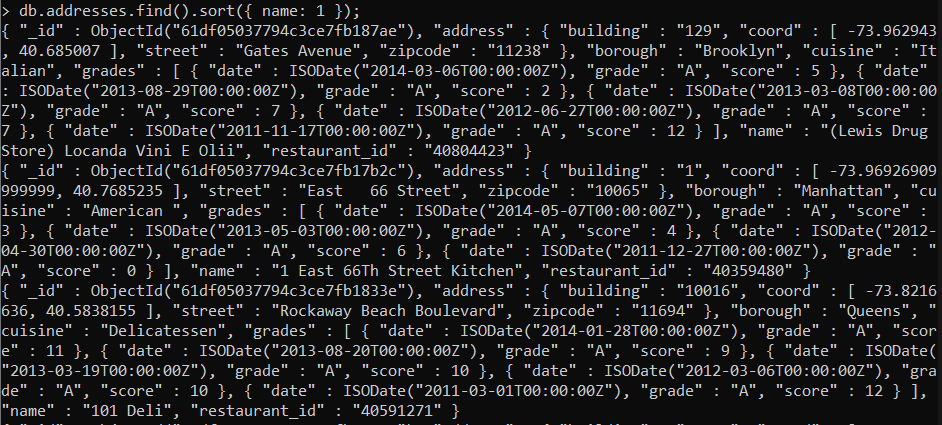 > db.addresses.find().sort({ name: 1 });
{ "_id" : ObjectId("61df05037794c3ce7fb187ae"), "address" : { "building" : "129", "coord" : [ -73.962943
, 40.685007 ], "street" : "Gates Avenue", "zipcode" : "11238" }, "borough" : "Brooklyn", "cuisine" : "It
alian", "grades" : [ { "date" : ISODate("2014-03-06T00:00:00Z"), "grade" : "A", "score" : 5 }, { "date"
: ISODate("2013-08-29T00:00:00Z"), "grade" : "A", "score" : 2 }, { "date" : ISODate("2013-03-08T00:00:00
Z"), "grade" : "A", "score" : 7 }, { "date" : ISODate("2012-06-27T00:00:00Z"), "grade" : "A", "score" :
7 }, { "date" : ISODate("2011-11-17T00:00:00Z"), "grade" : "A", "score" : 12 } ], "name" : "(Lewis Drug
Store) Locanda Vini E Olii", "restaurant_id" : "40804423" }
{ "_id" : ObjectId("61df05037794c3ce7fb17b2c"), "address" : { "building" : "1", "coord" : [ -73.96926909
999999, 40.7685235 ], "street" : "East   66 Street", "zipcode" : "10065" }, "borough" : "Manhattan", "cu
isine" : "American ", "grades" : [ { "date" : ISODate("2014-05-07T00:00:00Z"), "grade" : "A", "score" :
3 }, { "date" : ISODate("2013-05-03T00:00:00Z"), "grade" : "A", "score" : 4 }, { "date" : ISODate("2012-
04-30T00:00:00Z"), "grade" : "A", "score" : 6 }, { "date" : ISODate("2011-12-27T00:00:00Z"), "grade" : "
A", "score" : 0 } ], "name" : "1 East 66Th Street Kitchen", "restaurant_id" : "40359480" }
{ "_id" : ObjectId("61df05037794c3ce7fb1833e"), "address" : { "building" : "10016", "coord" : [ -73.8216
636, 40.5838155 ], "street" : "Rockaway Beach Boulevard", "zipcode" : "11694" }, "borough" : "Queens", "
cuisine" : "Delicatessen", "grades" : [ { "date" : ISODate("2014-01-28T00:00:00Z"), "grade" : "A", "scor
e" : 11 }, { "date" : ISODate("2013-08-20T00:00:00Z"), "grade" : "A", "score" : 9 }, { "date" : ISODate(
"2013-03-19T00:00:00Z"), "grade" : "A", "score" : 10 }, { "date" : ISODate("2012-03-06T00:00:00Z"), "gra
de" : "A", "score" : 10 }, { "date" : ISODate("2011-03-01T00:00:00Z"), "grade" : "A", "score" : 12 } ],
"name" : "101 Deli", "restaurant_id" : "40591271" }